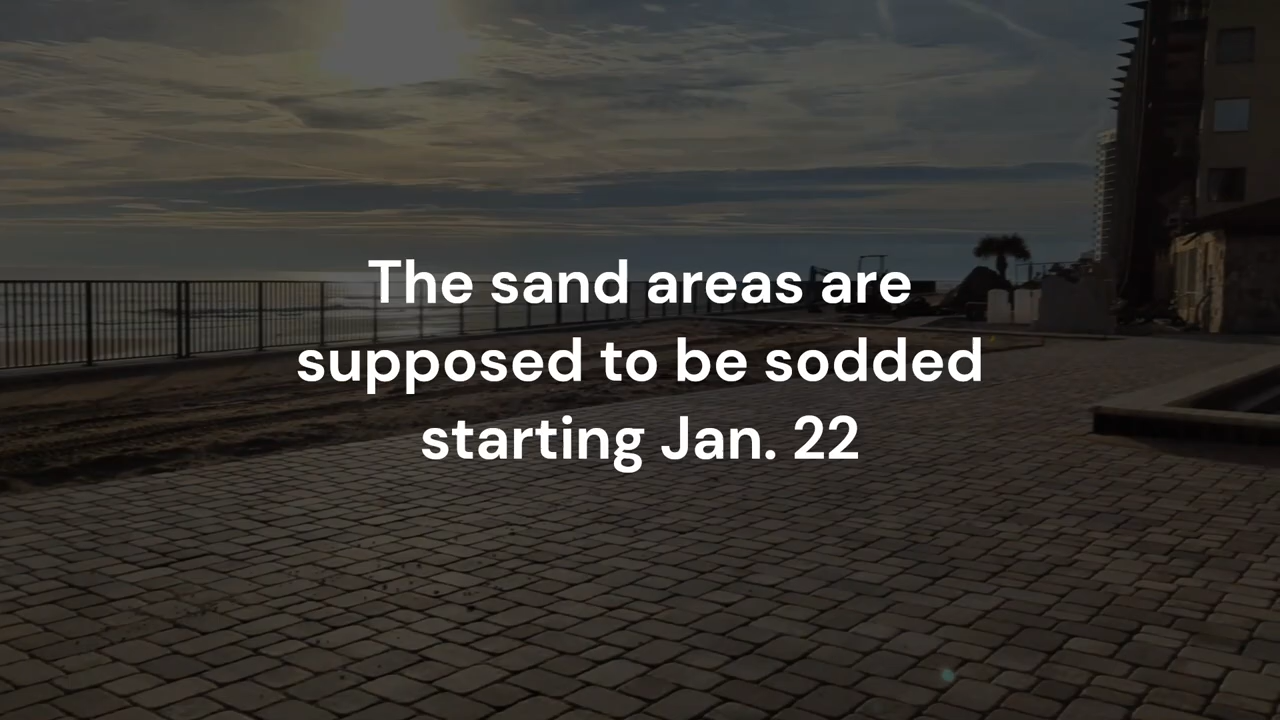 The sand areas are
supposed to be sodded
starting Jan. 22